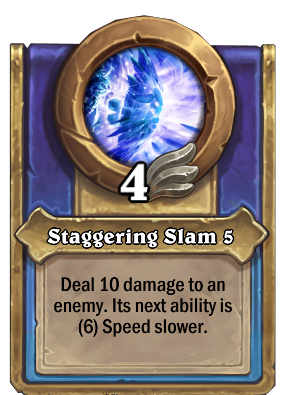 4
Staggering Slam 5
Deal 10 damage to an
enemy. Its next ability is
(6) Speed slower.